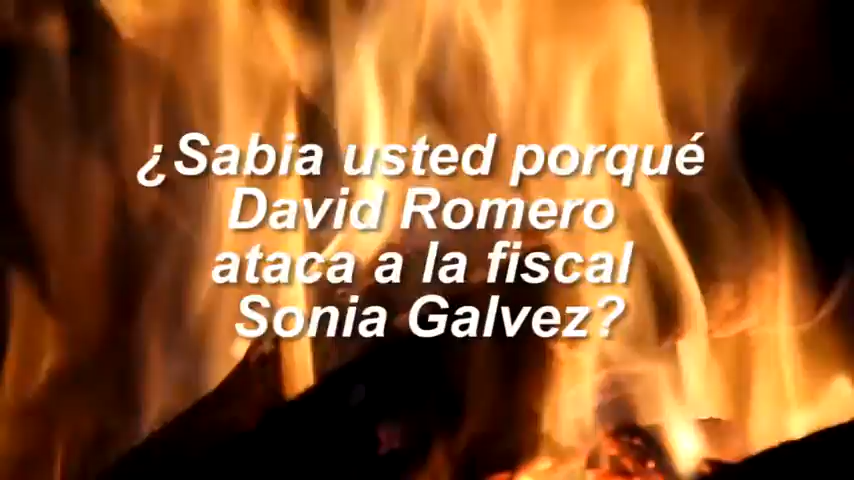 ¿Sabia usted porqué
David Romero
ataca a la fiscal
Sonia Galvez?